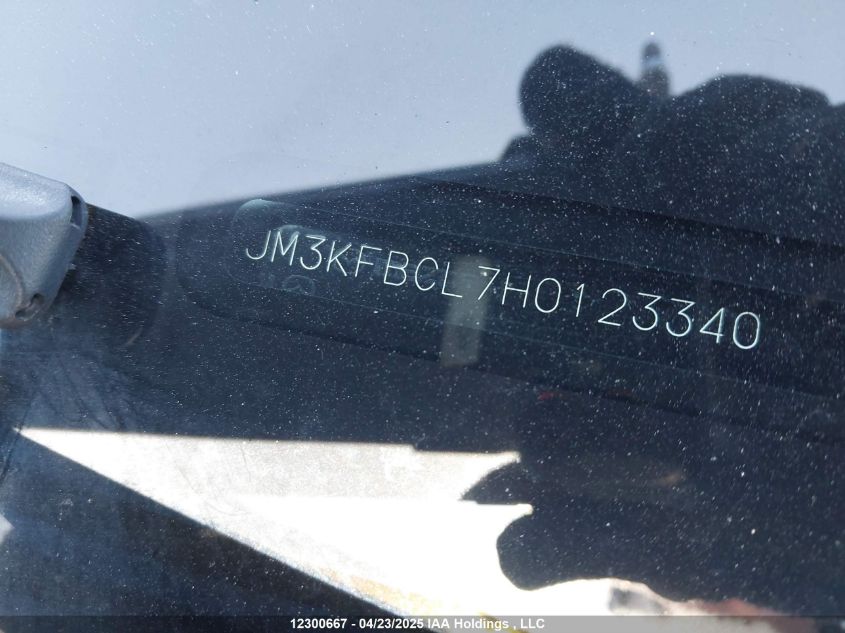 JM3KFBCL7H0123340
12300667 - 04/23/2025 IAA Holdings , LLC